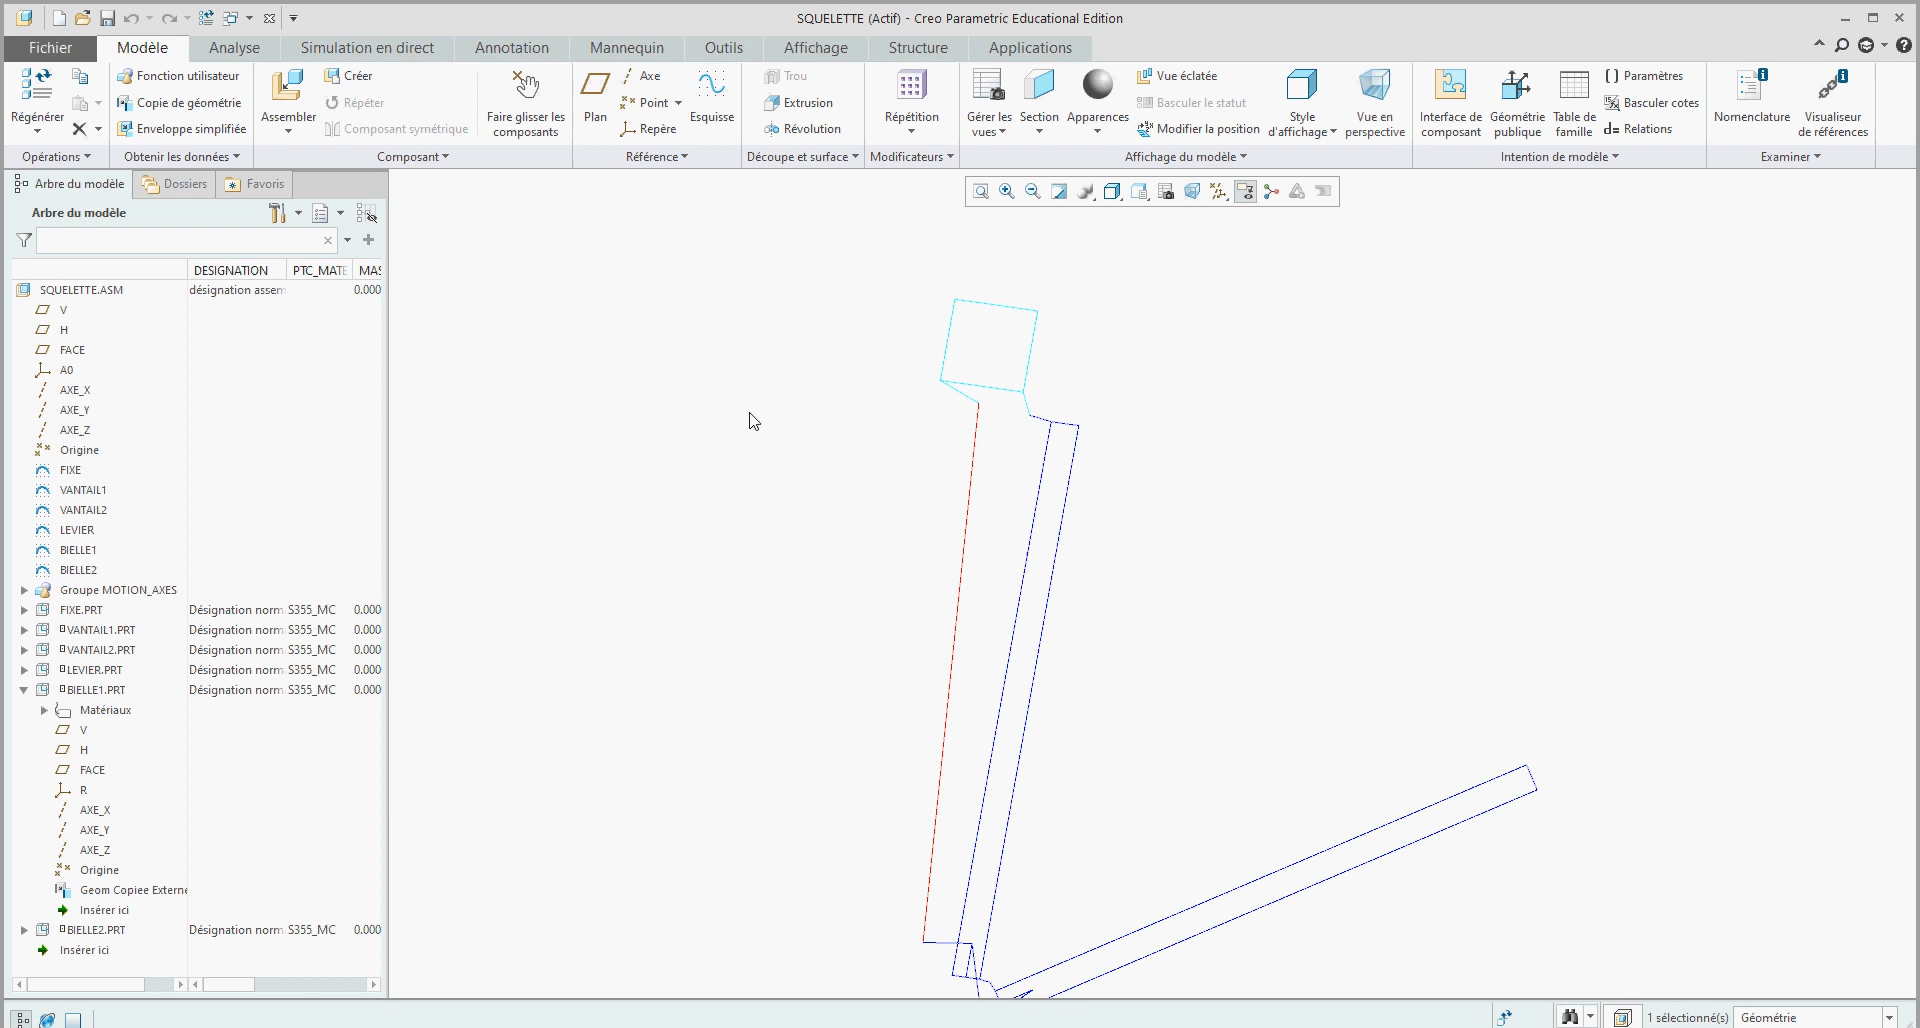 SQUELETTE (Actif) - Creo Parametric Educational Edition
Fichier Modèle Analyse Simulation en direct Annotation Mannequin Outils Affichage Structure Applications
Régénérer
Opérations
Fonction utilisateur
Copie de géométrie
Enveloppe simplifiée
Obtenir les données
Assembler
Créer
Répéter
Composant symétrique
Faire glisser les composants
Composant
Plan
Axe
Point
Repère
Esquisse
Référence
Trou
Extrusion
Révolution
Découpe et surface
Répétition
Modificateurs
Gérer les vues
Section
Apparences
Vue éclatée
Basculer le statut
Modifier la position
Style d'affichage
Vue en perspective
Affichage du modèle
Interface de composant
Géométrie publique
Table de famille
Paramètres
Basculer cotes
Relations
Intention de modèle
Nomenclature
Visualiseur de références
Examiner
Arbre du modèle Dossiers Favoris
Arbre du modèle
DESIGNATION PTC_MATE MAS
SQUELETTE.ASM désignation assem 0.000
V
H
FACE
A0
AXE_X
AXE_Y
AXE_Z
Origine
FIXE
VANTAIL1
VANTAIL2
LEVIER
BIELLE1
BIELLE2
Groupe MOTION_AXES
FIXE.PRT Désignation norm S355_MC 0.000
VANTAIL1.PRT Désignation norm S355_MC 0.000
VANTAIL2.PRT Désignation norm S355_MC 0.000
LEVIER.PRT Désignation norm S355_MC 0.000
BIELLE1.PRT Désignation norm S355_MC 0.000
Matériaux
V
H
FACE
R
AXE_X
AXE_Y
AXE_Z
Origine
Geom Copiee Externe
Insérer ici
BIELLE2.PRT Désignation norm S355_MC 0.000
Insérer ici
1 sélectionné(s) Géométrie